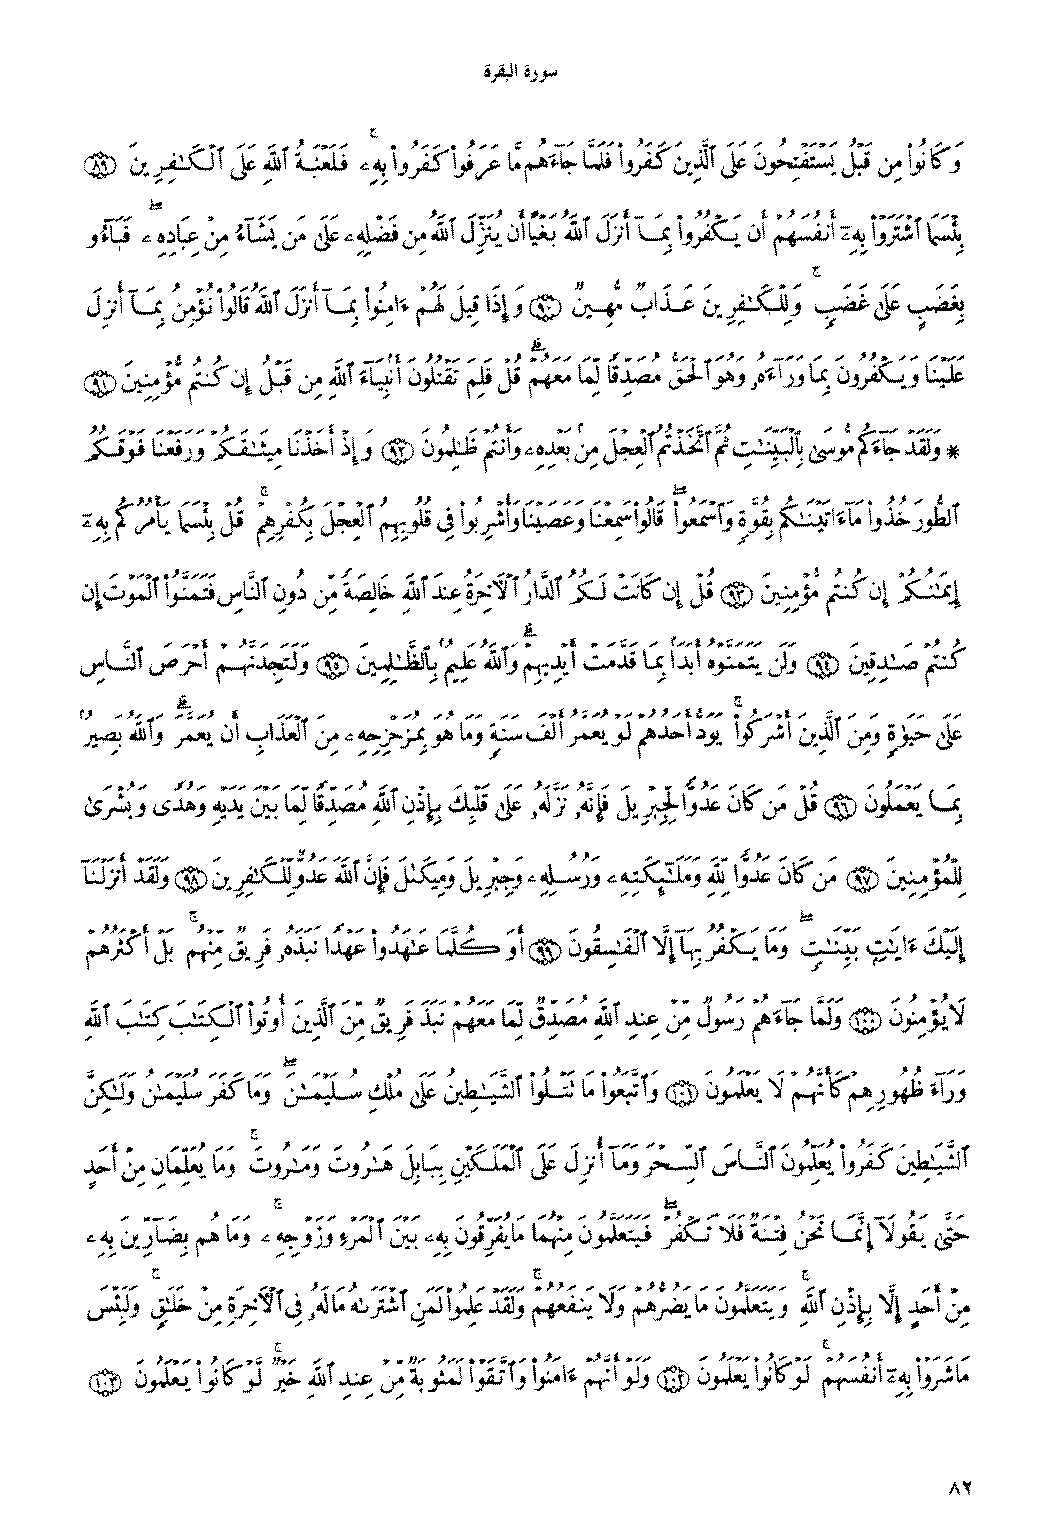 سورة البقرة
وَكَانُوا۟ مِن قَبْلُ يَسْتَفْتِحُونَ عَلَى ٱلَّذِينَ كَفَرُوا۟ فَلَمَّا جَآءَهُم مَّا عَرَفُوا۟ كَفَرُوا۟ بِهِۦ ۚ فَلَعْنَةُ ٱللَّهِ عَلَى ٱلْكَـٰفِرِينَ ﴿٨٩﴾
بِئْسَمَا ٱشْتَرَوْا۟ بِهِۦٓ أَنفُسَهُمْ أَن يَكْفُرُوا۟ بِمَآ أَنزَلَ ٱللَّهُ بَغْيًا أَن يُنَزِّلَ ٱللَّهُ مِن فَضْلِهِۦ عَلَىٰ مَن يَشَآءُ مِنْ عِبَادِهِۦ ۖ فَبَآءُو
بِغَضَبٍ عَلَىٰ غَضَبٍ ۚ وَلِلْكَـٰفِرِينَ عَذَابٌ مُّهِينٌ ﴿٩٠﴾ وَإِذَا قِيلَ لَهُمْ ءَامِنُوا۟ بِمَآ أَنزَلَ ٱللَّهُ قَالُوا۟ نُؤْمِنُ بِمَآ أُنزِلَ
عَلَيْنَا وَيَكْفُرُونَ بِمَا وَرَآءَهُۥ وَهُوَ ٱلْحَقُّ مُصَدِّقًا لِّمَا مَعَهُمْ ۗ قُلْ فَلِمَ تَقْتُلُونَ أَنۢبِيَآءَ ٱللَّهِ مِن قَبْلُ إِن كُنتُم مُّؤْمِنِينَ ﴿٩١﴾
* وَلَقَدْ جَآءَكُم مُّوسَىٰ بِٱلْبَيِّنَـٰتِ ثُمَّ ٱتَّخَذْتُمُ ٱلْعِجْلَ مِنۢ بَعْدِهِۦ وَأَنتُمْ ظَـٰلِمُونَ ﴿٩٢﴾ وَإِذْ أَخَذْنَا مِيثَـٰقَكُمْ وَرَفَعْنَا فَوْقَكُمُ
ٱلطُّورَ خُذُوا۟ مَآ ءَاتَيْنَـٰكُم بِقُوَّةٍ وَٱسْمَعُوا۟ ۖ قَالُوا۟ سَمِعْنَا وَعَصَيْنَا وَأُشْرِبُوا۟ فِى قُلُوبِهِمُ ٱلْعِجْلَ بِكُفْرِهِمْ ۚ قُلْ بِئْسَمَا يَأْمُرُكُم بِهِۦٓ
إِيمَـٰنُكُمْ إِن كُنتُم مُّؤْمِنِينَ ﴿٩٣﴾ قُلْ إِن كَانَتْ لَكُمُ ٱلدَّارُ ٱلْـَٔاخِرَةُ عِندَ ٱللَّهِ خَالِصَةً مِّن دُونِ ٱلنَّاسِ فَتَمَنَّوُا۟ ٱلْمَوْتَ إِن
كُنتُمْ صَـٰدِقِينَ ﴿٩٤﴾ وَلَن يَتَمَنَّوْهُ أَبَدًۢا بِمَا قَدَّمَتْ أَيْدِيهِمْ ۗ وَٱللَّهُ عَلِيمٌۢ بِٱلظَّـٰلِمِينَ ﴿٩٥﴾ وَلَتَجِدَنَّهُمْ أَحْرَصَ ٱلنَّاسِ
عَلَىٰ حَيَوٰةٍ وَمِنَ ٱلَّذِينَ أَشْرَكُوا۟ ۚ يَوَدُّ أَحَدُهُمْ لَوْ يُعَمَّرُ أَلْفَ سَنَةٍ وَمَا هُوَ بِمُزَحْزِحِهِۦ مِنَ ٱلْعَذَابِ أَن يُعَمَّرَ ۗ وَٱللَّهُ بَصِيرٌۢ
بِمَا يَعْمَلُونَ ﴿٩٦﴾ قُلْ مَن كَانَ عَدُوًّا لِّجِبْرِيلَ فَإِنَّهُۥ نَزَّلَهُۥ عَلَىٰ قَلْبِكَ بِإِذْنِ ٱللَّهِ مُصَدِّقًا لِّمَا بَيْنَ يَدَيْهِ وَهُدًى وَبُشْرَىٰ
لِلْمُؤْمِنِينَ ﴿٩٧﴾ مَن كَانَ عَدُوًّا لِّلَّهِ وَمَلَـٰٓئِكَتِهِۦ وَرُسُلِهِۦ وَجِبْرِيلَ وَمِيكَىٰلَ فَإِنَّ ٱللَّهَ عَدُوٌّ لِّلْكَـٰفِرِينَ ﴿٩٨﴾ وَلَقَدْ أَنزَلْنَآ
إِلَيْكَ ءَايَـٰتٍۭ بَيِّنَـٰتٍ ۖ وَمَا يَكْفُرُ بِهَآ إِلَّا ٱلْفَـٰسِقُونَ ﴿٩٩﴾ أَوَكُلَّمَا عَـٰهَدُوا۟ عَهْدًا نَّبَذَهُۥ فَرِيقٌ مِّنْهُم ۚ بَلْ أَكْثَرُهُمْ
لَا يُؤْمِنُونَ ﴿١٠٠﴾ وَلَمَّا جَآءَهُمْ رَسُولٌ مِّنْ عِندِ ٱللَّهِ مُصَدِّقٌ لِّمَا مَعَهُمْ نَبَذَ فَرِيقٌ مِّنَ ٱلَّذِينَ أُوتُوا۟ ٱلْكِتَـٰبَ كِتَـٰبَ ٱللَّهِ
وَرَآءَ ظُهُورِهِمْ كَأَنَّهُمْ لَا يَعْلَمُونَ ﴿١٠١﴾ وَٱتَّبَعُوا۟ مَا تَتْلُوا۟ ٱلشَّيَـٰطِينُ عَلَىٰ مُلْكِ سُلَيْمَـٰنَ ۖ وَمَا كَفَرَ سُلَيْمَـٰنُ وَلَـٰكِنَّ
ٱلشَّيَـٰطِينَ كَفَرُوا۟ يُعَلِّمُونَ ٱلنَّاسَ ٱلسِّحْرَ وَمَآ أُنزِلَ عَلَى ٱلْمَلَكَيْنِ بِبَابِلَ هَـٰرُوتَ وَمَـٰرُوتَ ۚ وَمَا يُعَلِّمَانِ مِنْ أَحَدٍ
حَتَّىٰ يَقُولَآ إِنَّمَا نَحْنُ فِتْنَةٌ فَلَا تَكْفُرْ ۖ فَيَتَعَلَّمُونَ مِنْهُمَا مَا يُفَرِّقُونَ بِهِۦ بَيْنَ ٱلْمَرْءِ وَزَوْجِهِۦ ۚ وَمَا هُم بِضَآرِّينَ بِهِۦ
مِنْ أَحَدٍ إِلَّا بِإِذْنِ ٱللَّهِ ۚ وَيَتَعَلَّمُونَ مَا يَضُرُّهُمْ وَلَا يَنفَعُهُمْ ۚ وَلَقَدْ عَلِمُوا۟ لَمَنِ ٱشْتَرَىٰهُ مَا لَهُۥ فِى ٱلْـَٔاخِرَةِ مِنْ خَلَـٰقٍ ۚ وَلَبِئْسَ
مَا شَرَوْا۟ بِهِۦٓ أَنفُسَهُمْ ۚ لَوْ كَانُوا۟ يَعْلَمُونَ ﴿١٠٢﴾ وَلَوْ أَنَّهُمْ ءَامَنُوا۟ وَٱتَّقَوْا۟ لَمَثُوبَةٌ مِّنْ عِندِ ٱللَّهِ خَيْرٌ ۖ لَّوْ كَانُوا۟ يَعْلَمُونَ ﴿١٠٣﴾
٨٢